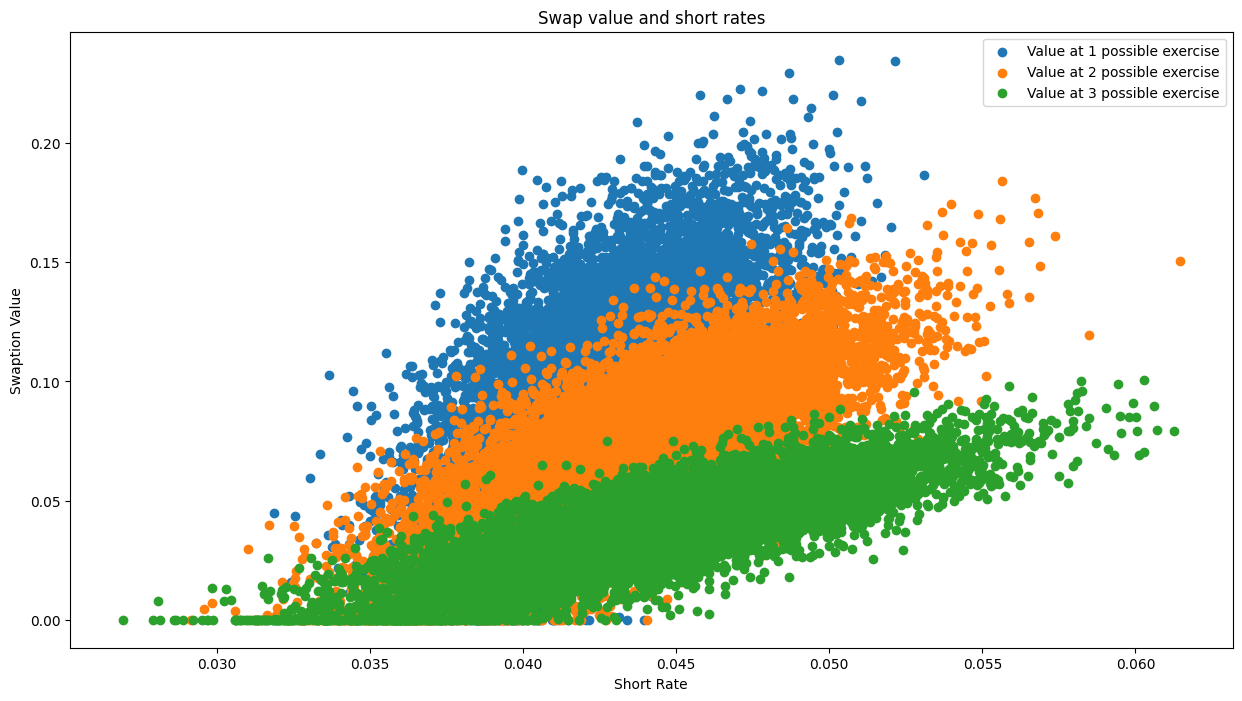 Swap value and short rates
Value at 1 possible exercise
Value at 2 possible exercise
Value at 3 possible exercise
Swaption Value
0.20
0.15
0.10
0.05
0.00
0.030 0.035 0.040 0.045 0.050 0.055 0.060
Short Rate